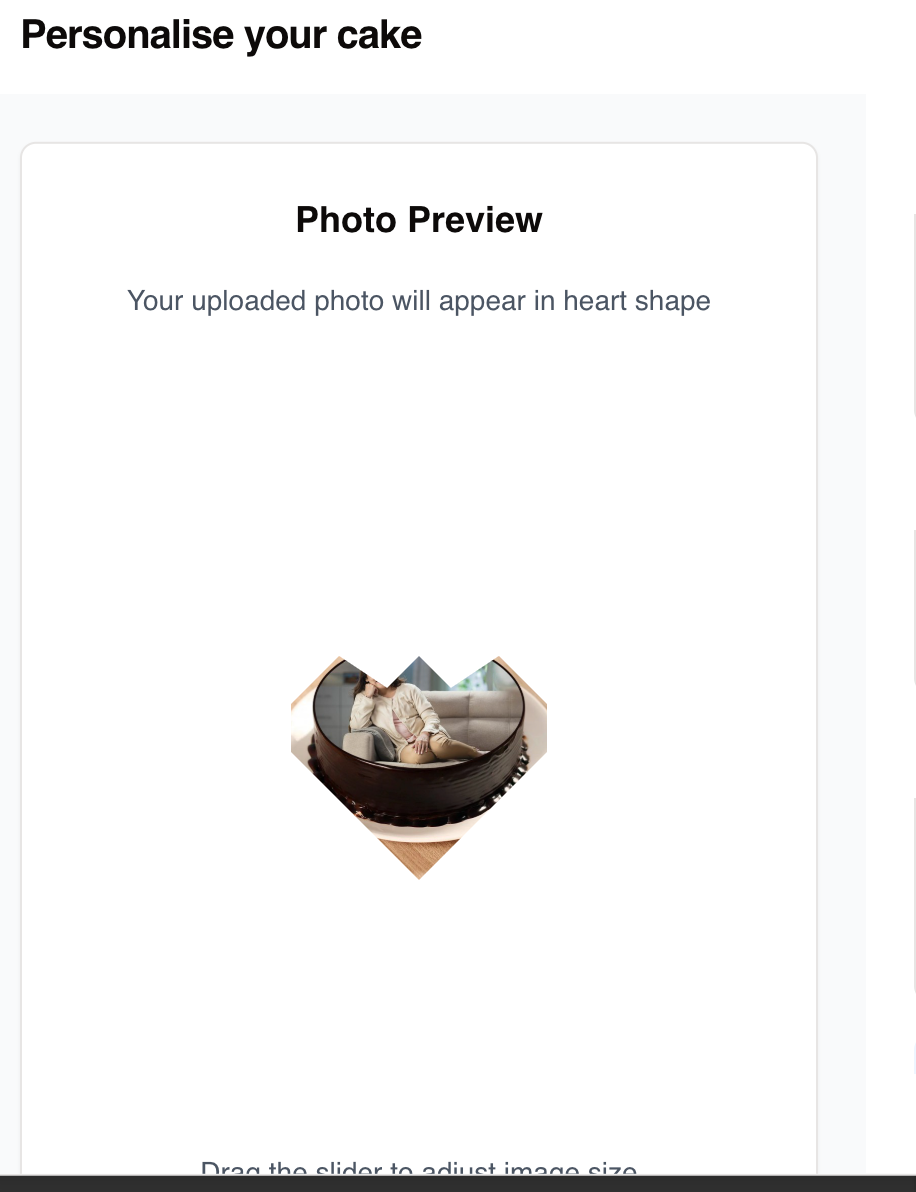 Personalise your cake
Photo Preview
Your uploaded photo will appear in heart shape
Drag the slider to adjust image size